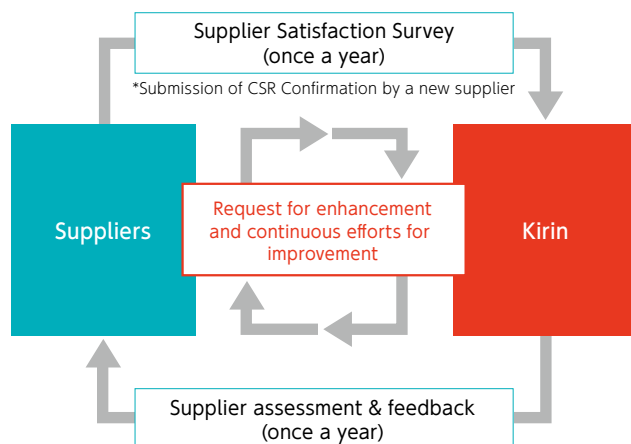 Supplier Satisfaction Survey
(once a year)
*Submission of CSR Confirmation by a new supplier
Suppliers
Request for enhancement
and continuous efforts for
improvement
Kirin
Supplier assessment & feedback
(once a year)